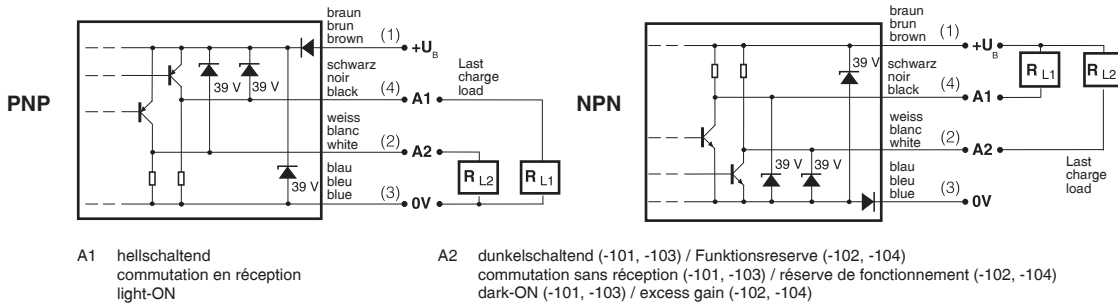 PNP
braun
brun
brown (1) +UB
schwarz
noir
black (4) A1
weiss
blanc
white (2) A2
blau
bleu
blue (3) 0V
39 V 39 V
39 V
Last
charge
load
R L2 R L1
NPN
braun
brun
brown (1) +UB
schwarz
noir
black (4) A1
weiss
blanc
white (2) A2
blau
bleu
blue (3) 0V
39 V
39 V 39 V
R L1 R L2
Last
charge
load
A1 hellschaltend
commutation en réception
light-ON
A2 dunkelschaltend (-101, -103) / Funktionsreserve (-102, -104)
commutation sans réception (-101, -103) / réserve de fonctionnement (-102, -104)
dark-ON (-101, -103) / excess gain (-102, -104)